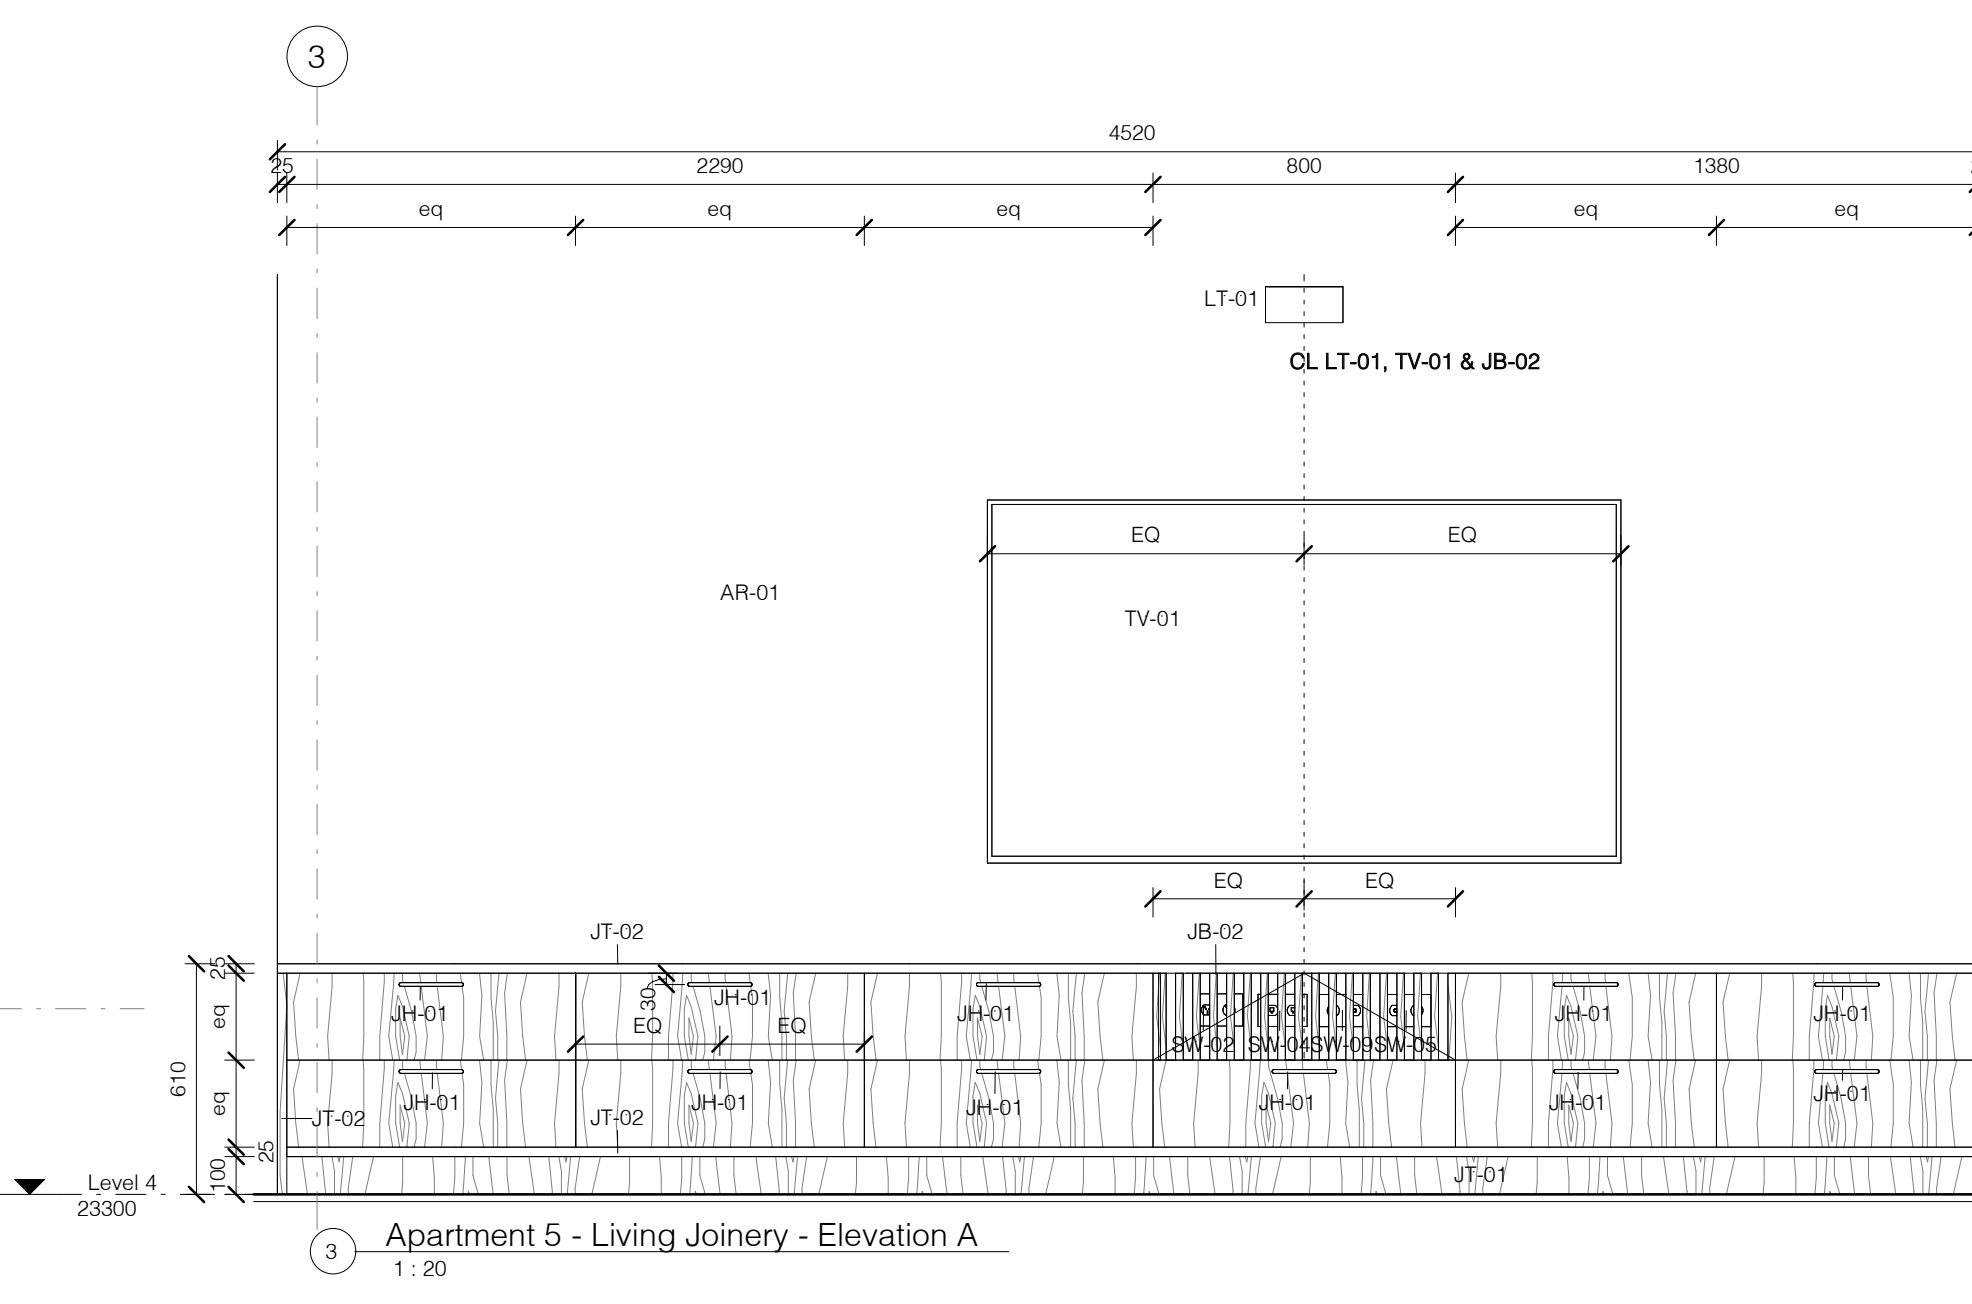 3
4520
25
2290
800
1380
eq
eq
eq
eq
eq
LT-01
CL LT-01, TV-01 & JB-02
EQ
EQ
AR-01
TV-01
EQ
EQ
JT-02
JB-02
25
30
JH-01
JH-01
JH-01
JH-01
JH-01
eq
EQ
EQ
SW-02
SW-04
SW-09
SW-05
610
eq
JH-01
JH-01
JH-01
JH-01
JH-01
JH-01
JT-02
JT-02
25
100
JT-01
Level 4
23300
3
Apartment 5 - Living Joinery - Elevation A
1 : 20